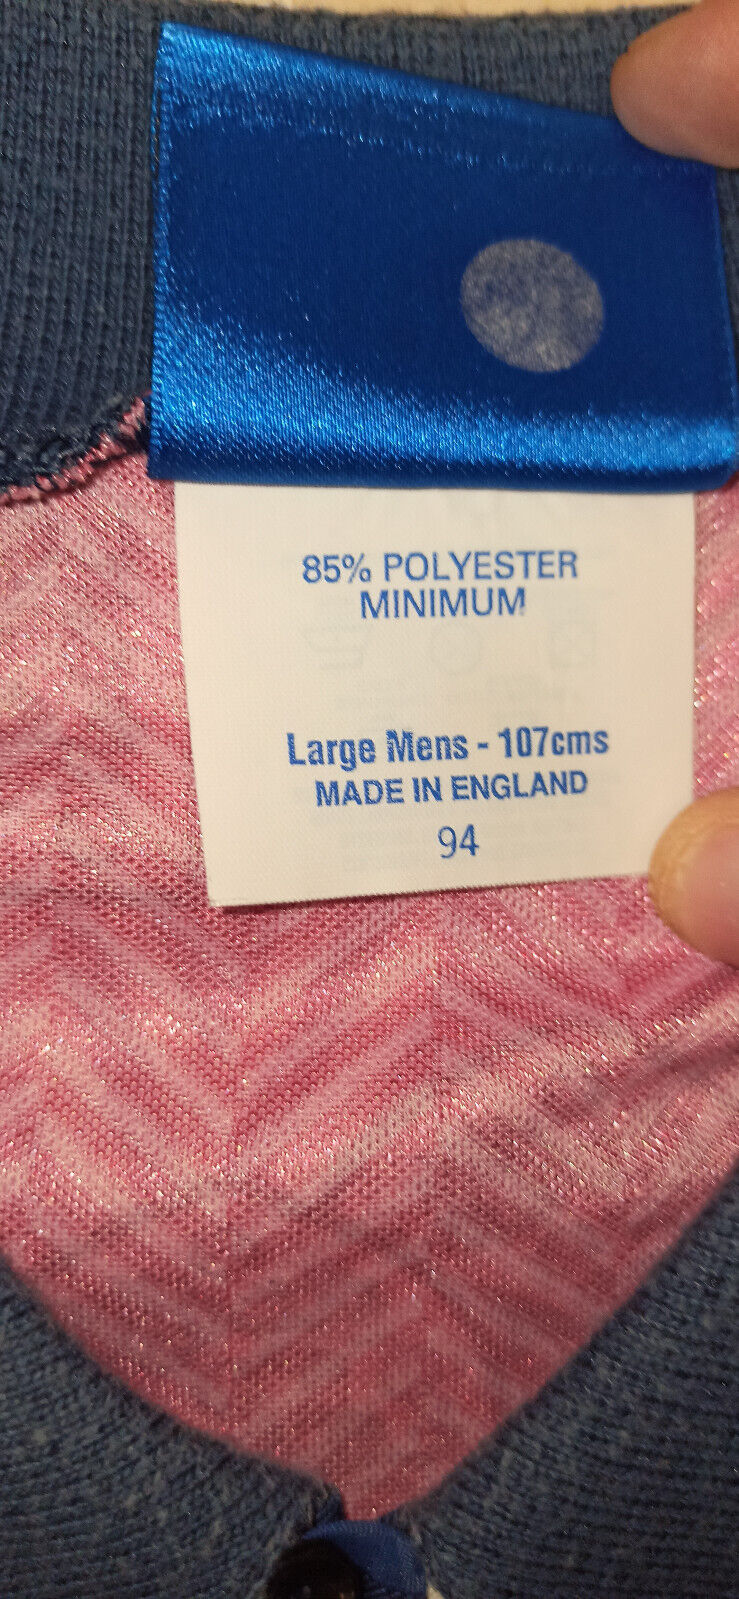 85% POLYESTER
MINIMUM
Large Mens - 107cms
MADE IN ENGLAND
94